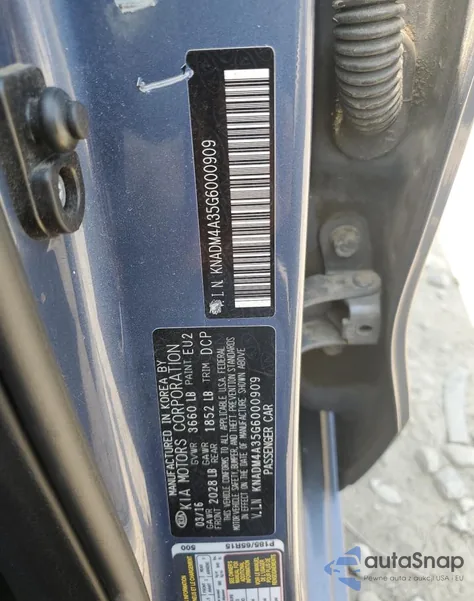 V.I.N. KNADM4A35G6000909
MANUFACTURED IN KOREA BY
KIA MOTORS CORPORATION
03/16 GVWR 3660 LB PAINT EU2
GAWR FRONT 2028 LB GAWR REAR 1852 LB TRIM DCP
THIS VEHICLE CONFORMS TO ALL APPLICABLE U.S.A. FEDERAL
MOTOR VEHICLE SAFETY, BUMPER, AND THEFT PREVENTION STANDARDS
IN EFFECT ON THE DATE OF MANUFACTURE SHOWN ABOVE.
V.I.N KNADM4A35G6000909
PASSENGER CAR
P185/65R15
500
autoSnap
Pewne auta z aukcji USA i EU